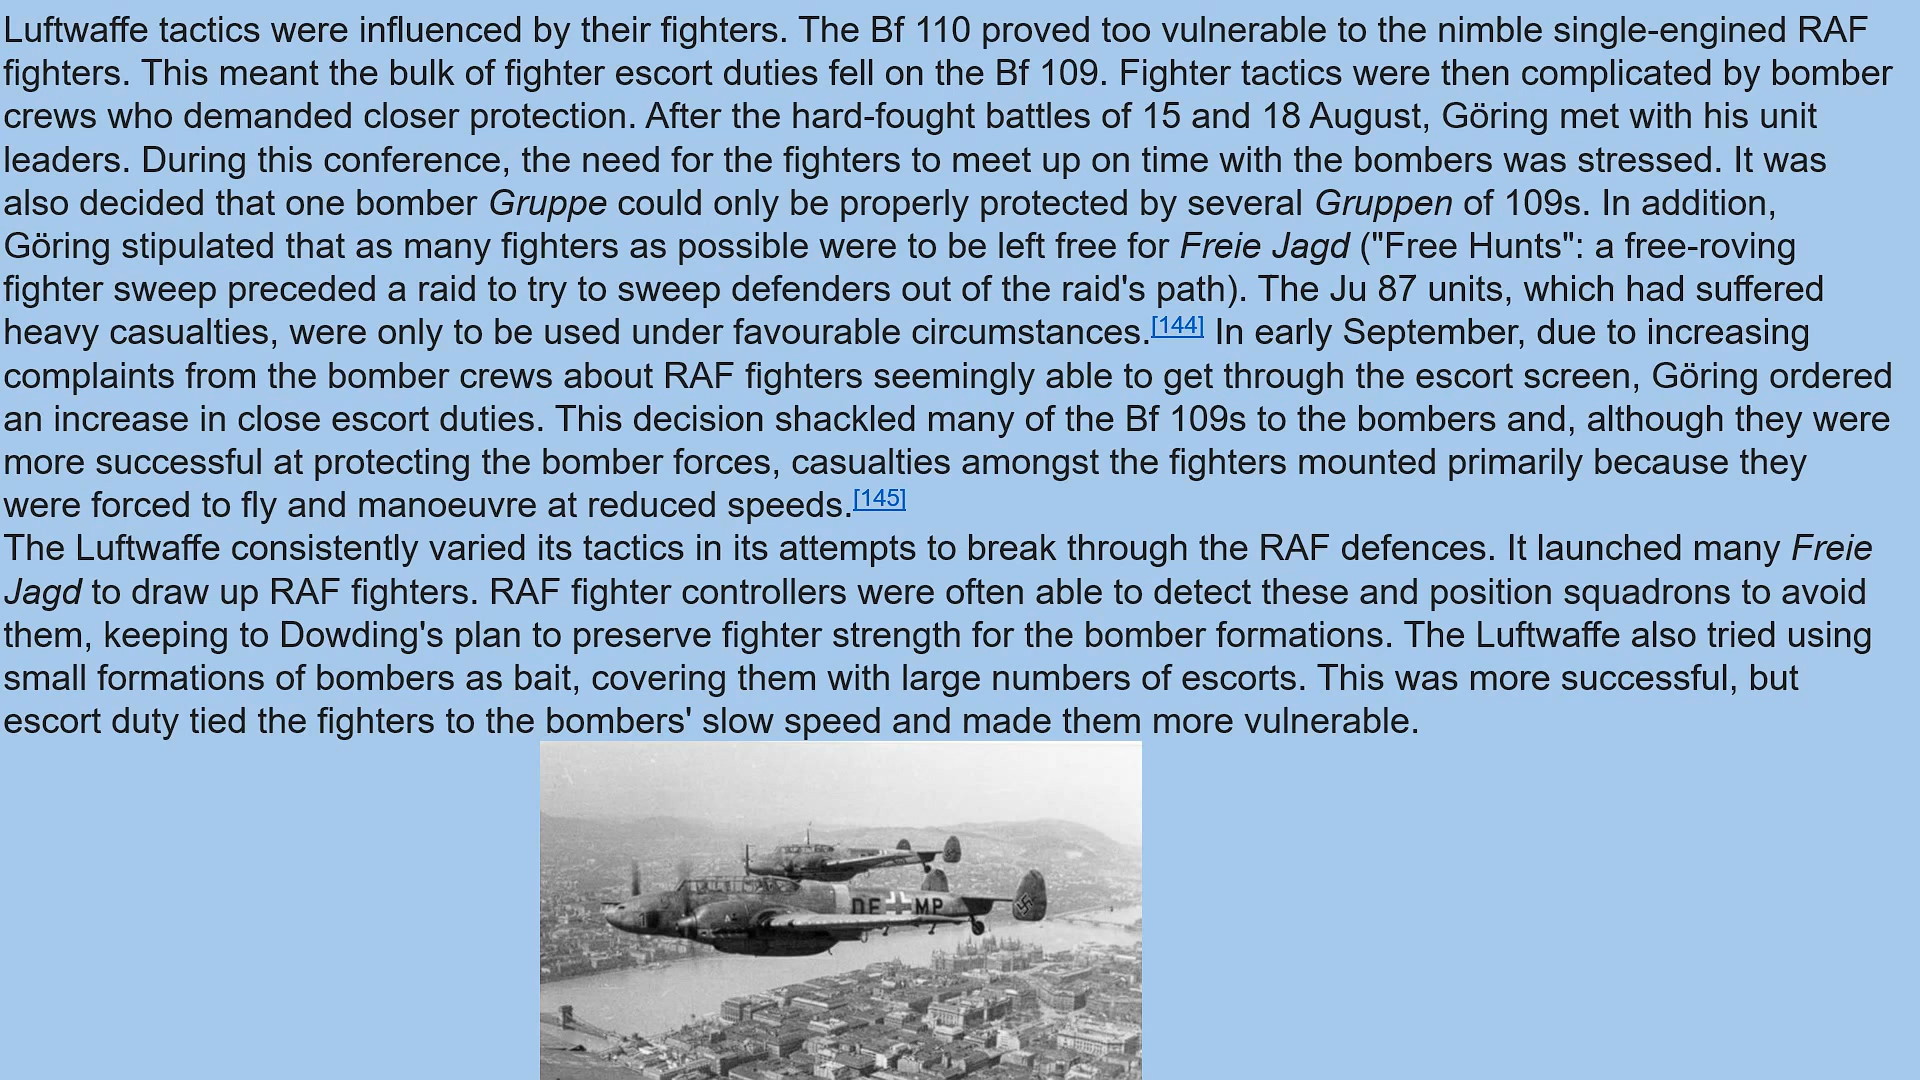 Luftwaffe tactics were influenced by their fighters. The Bf 110 proved too vulnerable to the nimble single-engined RAF
fighters. This meant the bulk of fighter escort duties fell on the Bf 109. Fighter tactics were then complicated by bomber
crews who demanded closer protection. After the hard-fought battles of 15 and 18 August, Göring met with his unit
leaders. During this conference, the need for the fighters to meet up on time with the bombers was stressed. It was
also decided that one bomber Gruppe could only be properly protected by several Gruppen of 109s. In addition,
Göring stipulated that as many fighters as possible were to be left free for Freie Jagd ("Free Hunts": a free-roving
fighter sweep preceded a raid to try to sweep defenders out of the raid's path). The Ju 87 units, which had suffered
heavy casualties, were only to be used under favourable circumstances.[144] In early September, due to increasing
complaints from the bomber crews about RAF fighters seemingly able to get through the escort screen, Göring ordered
an increase in close escort duties. This decision shackled many of the Bf 109s to the bombers and, although they were
more successful at protecting the bomber forces, casualties amongst the fighters mounted primarily because they
were forced to fly and manoeuvre at reduced speeds.[145]
The Luftwaffe consistently varied its tactics in its attempts to break through the RAF defences. It launched many Freie
Jagd to draw up RAF fighters. RAF fighter controllers were often able to detect these and position squadrons to avoid
them, keeping to Dowding's plan to preserve fighter strength for the bomber formations. The Luftwaffe also tried using
small formations of bombers as bait, covering them with large numbers of escorts. This was more successful, but
escort duty tied the fighters to the bombers' slow speed and made them more vulnerable.
DE MP